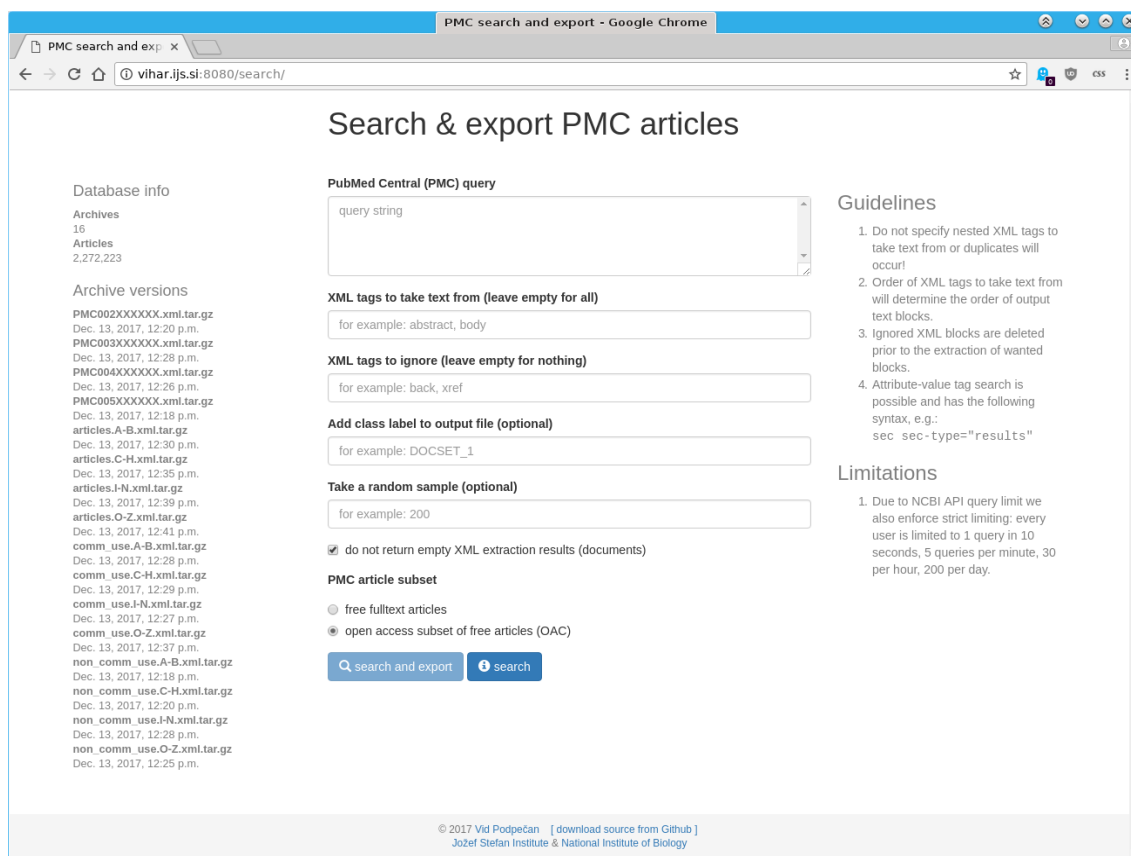 PMC search and export - Google Chrome
PMC search and exp
vihar.ijs.si:8080/search/
0
css
Search & export PMC articles
Database info
Archives
16
Articles
2,272,223
Archive versions
PMC002XXXXXX.xml.tar.gz
Dec. 13, 2017, 12:20 p.m.
PMC003XXXXXX.xml.tar.gz
Dec. 13, 2017, 12:28 p.m.
PMC004XXXXXX.xml.tar.gz
Dec. 13, 2017, 12:26 p.m.
PMC005XXXXXX.xml.tar.gz
Dec. 13, 2017, 12:18 p.m.
articles.A-B.xml.tar.gz
Dec. 13, 2017, 12:30 p.m.
articles.C-H.xml.tar.gz
Dec. 13, 2017, 12:35 p.m.
articles.I-N.xml.tar.gz
Dec. 13, 2017, 12:39 p.m.
articles.O-Z.xml.tar.gz
Dec. 13, 2017, 12:41 p.m.
comm_use.A-B.xml.tar.gz
Dec. 13, 2017, 12:28 p.m.
comm_use.C-H.xml.tar.gz
Dec. 13, 2017, 12:29 p.m.
comm_use.I-N.xml.tar.gz
Dec. 13, 2017, 12:27 p.m.
comm_use.O-Z.xml.tar.gz
Dec. 13, 2017, 12:37 p.m.
non_comm_use.A-B.xml.tar.gz
Dec. 13, 2017, 12:18 p.m.
non_comm_use.C-H.xml.tar.gz
Dec. 13, 2017, 12:20 p.m.
non_comm_use.I-N.xml.tar.gz
Dec. 13, 2017, 12:28 p.m.
non_comm_use.O-Z.xml.tar.gz
Dec. 13, 2017, 12:25 p.m.
PubMed Central (PMC) query
query string
XML tags to take text from (leave empty for all)
for example: abstract, body
XML tags to ignore (leave empty for nothing)
for example: back, xref
Add class label to output file (optional)
for example: DOCSET_1
Take a random sample (optional)
for example: 200
do not return empty XML extraction results (documents)
PMC article subset
free fulltext articles
open access subset of free articles (OAC)
search and export
search
Guidelines
1. Do not specify nested XML tags to
take text from or duplicates will
occur!
2. Order of XML tags to take text from
will determine the order of output
text blocks.
3. Ignored XML blocks are deleted
prior to the extraction of wanted
blocks.
4. Attribute-value tag search is
possible and has the following
syntax, e.g.:
sec sec-type="results"
Limitations
1. Due to NCBI API query limit we
also enforce strict limiting: every
user is limited to 1 query in 10
seconds, 5 queries per minute, 30
per hour, 200 per day.
© 2017 Vid Podpečan [ download source from Github ]
Jožef Stefan Institute & National Institute of Biology